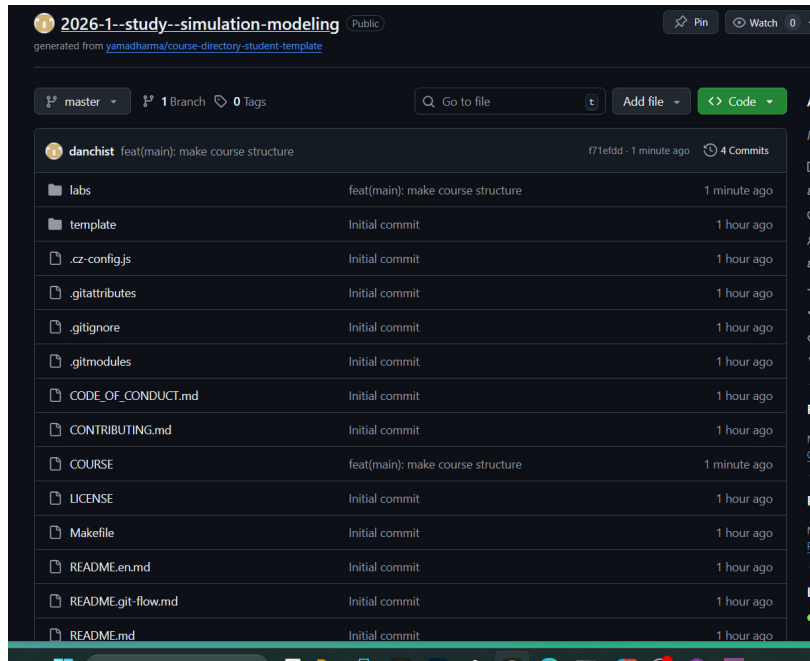 2026-1--study--simulation-modeling Public Pin Watch 0
generated from yamadharma/course-directory-student-template
master 1 Branch 0 Tags Go to file t Add file Code
danchist feat(main): make course structure f71efdd · 1 minute ago 4 Commits
labs feat(main): make course structure 1 minute ago
template Initial commit 1 hour ago
.cz-config.js Initial commit 1 hour ago
.gitattributes Initial commit 1 hour ago
.gitignore Initial commit 1 hour ago
.gitmodules Initial commit 1 hour ago
CODE_OF_CONDUCT.md Initial commit 1 hour ago
CONTRIBUTING.md Initial commit 1 hour ago
COURSE feat(main): make course structure 1 minute ago
LICENSE Initial commit 1 hour ago
Makefile Initial commit 1 hour ago
README.en.md Initial commit 1 hour ago
README.git-flow.md Initial commit 1 hour ago
README.md Initial commit 1 hour ago